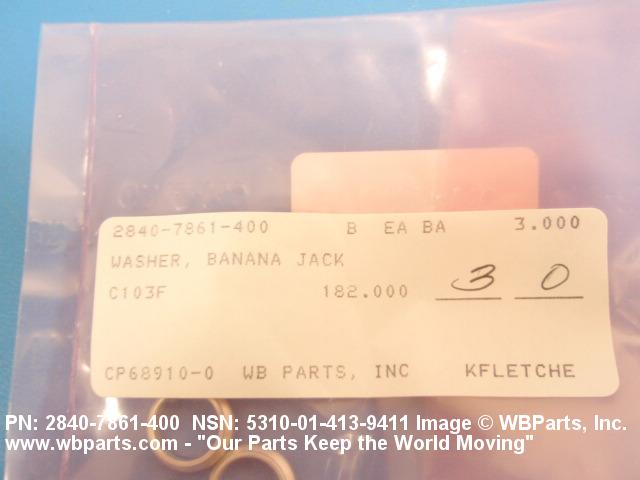 2840-7861-400 B EA BA 3.000
WASHER, BANANA JACK
C103F 182.000 3 0
CP68910-0 WB PARTS, INC KFLETCHE
PN: 2840-7861-400 NSN: 5310-01-413-9411 Image © WBParts, Inc.
www.wbparts.com - "Our Parts Keep the World Moving"